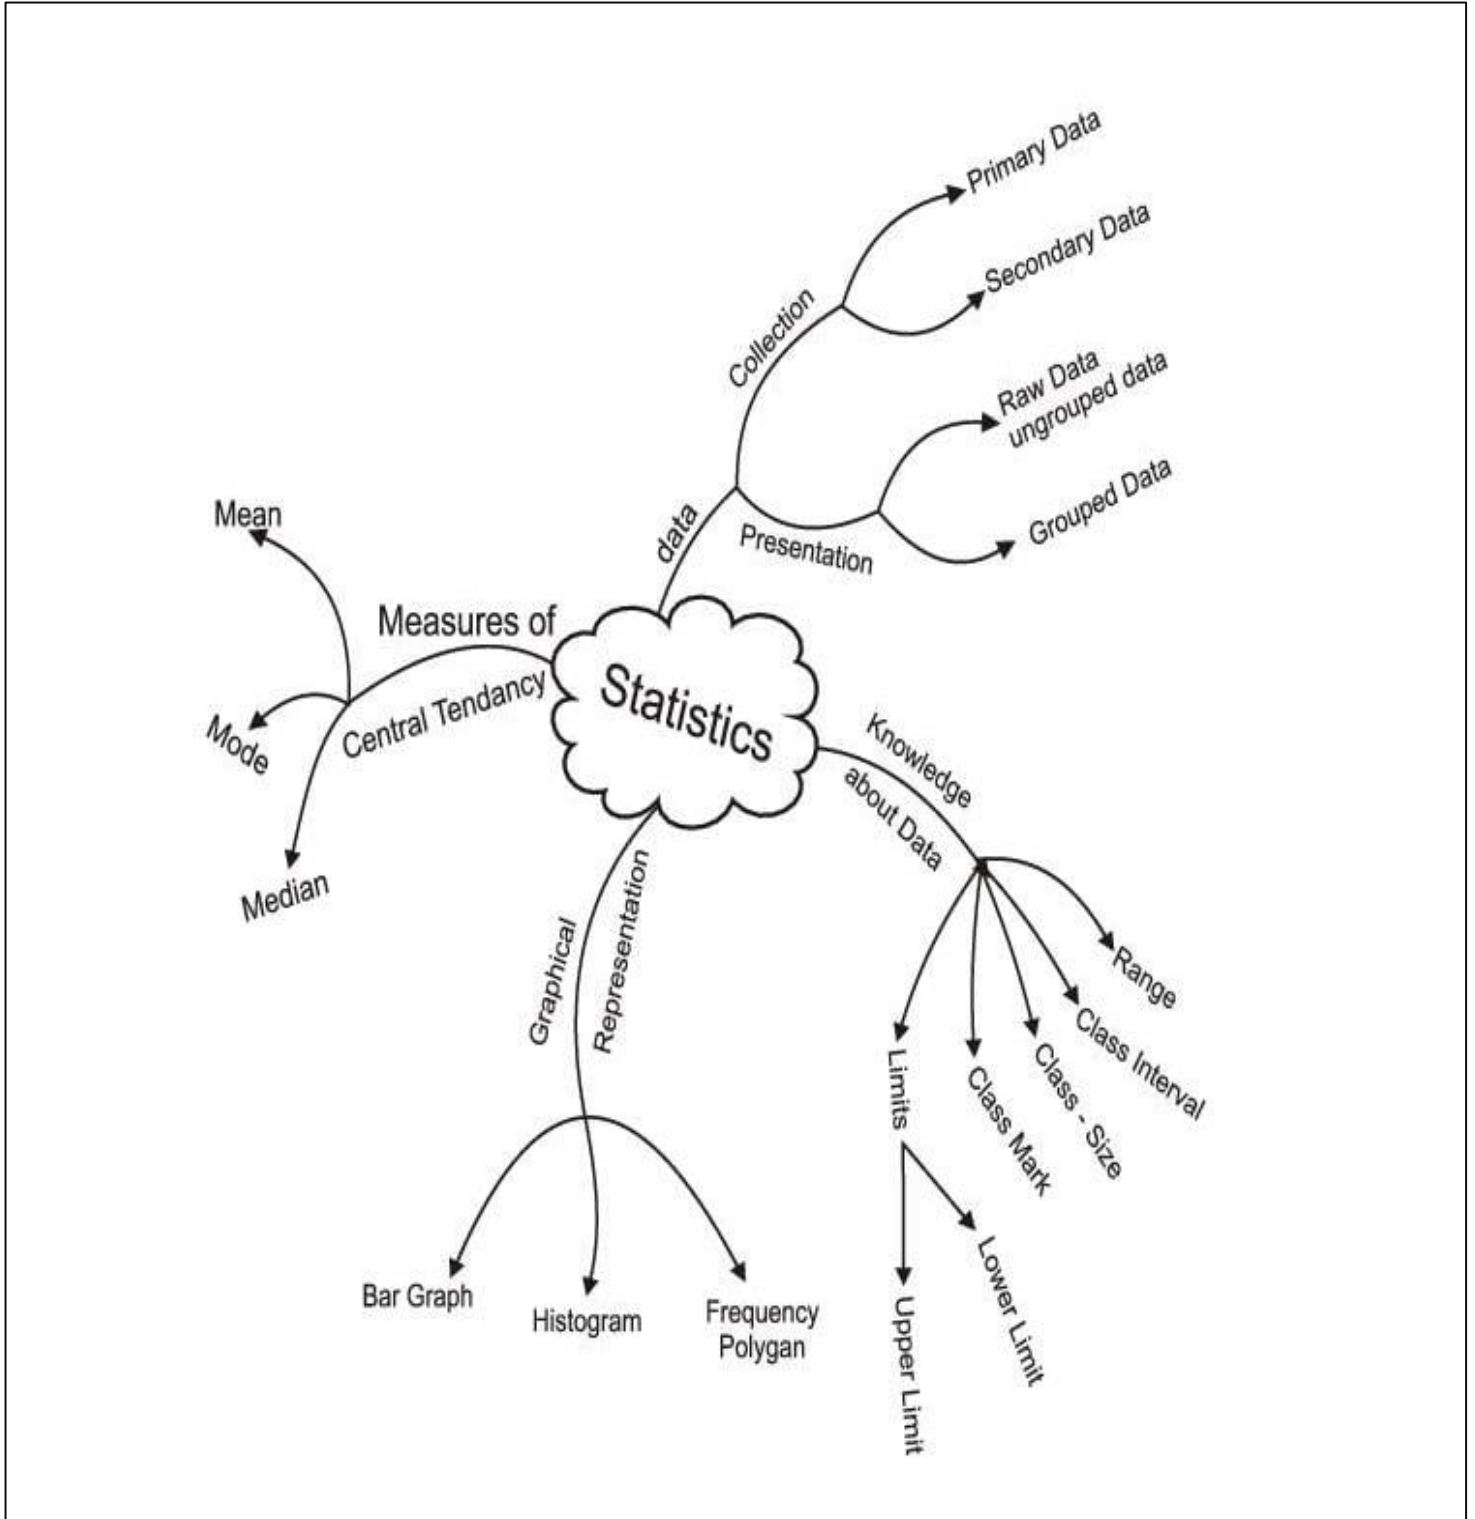 Primary Data
Secondary Data
Collection
Raw Data
ungrouped data
Grouped Data
data
Presentation
Mean
Measures of
Central Tendancy
Mode
Median
Statistics
Knowledge
about Data
Range
Class Interval
Class - Size
Class Mark
Limits
Lower Limit
Upper Limit
Graphical
Representation
Bar Graph
Histogram
Frequency
Polygan